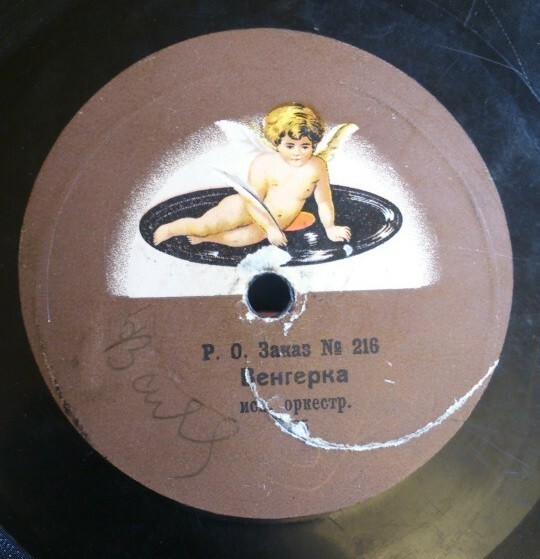 Р. О. Заказ № 216
Венгерка
исп. оркестр.